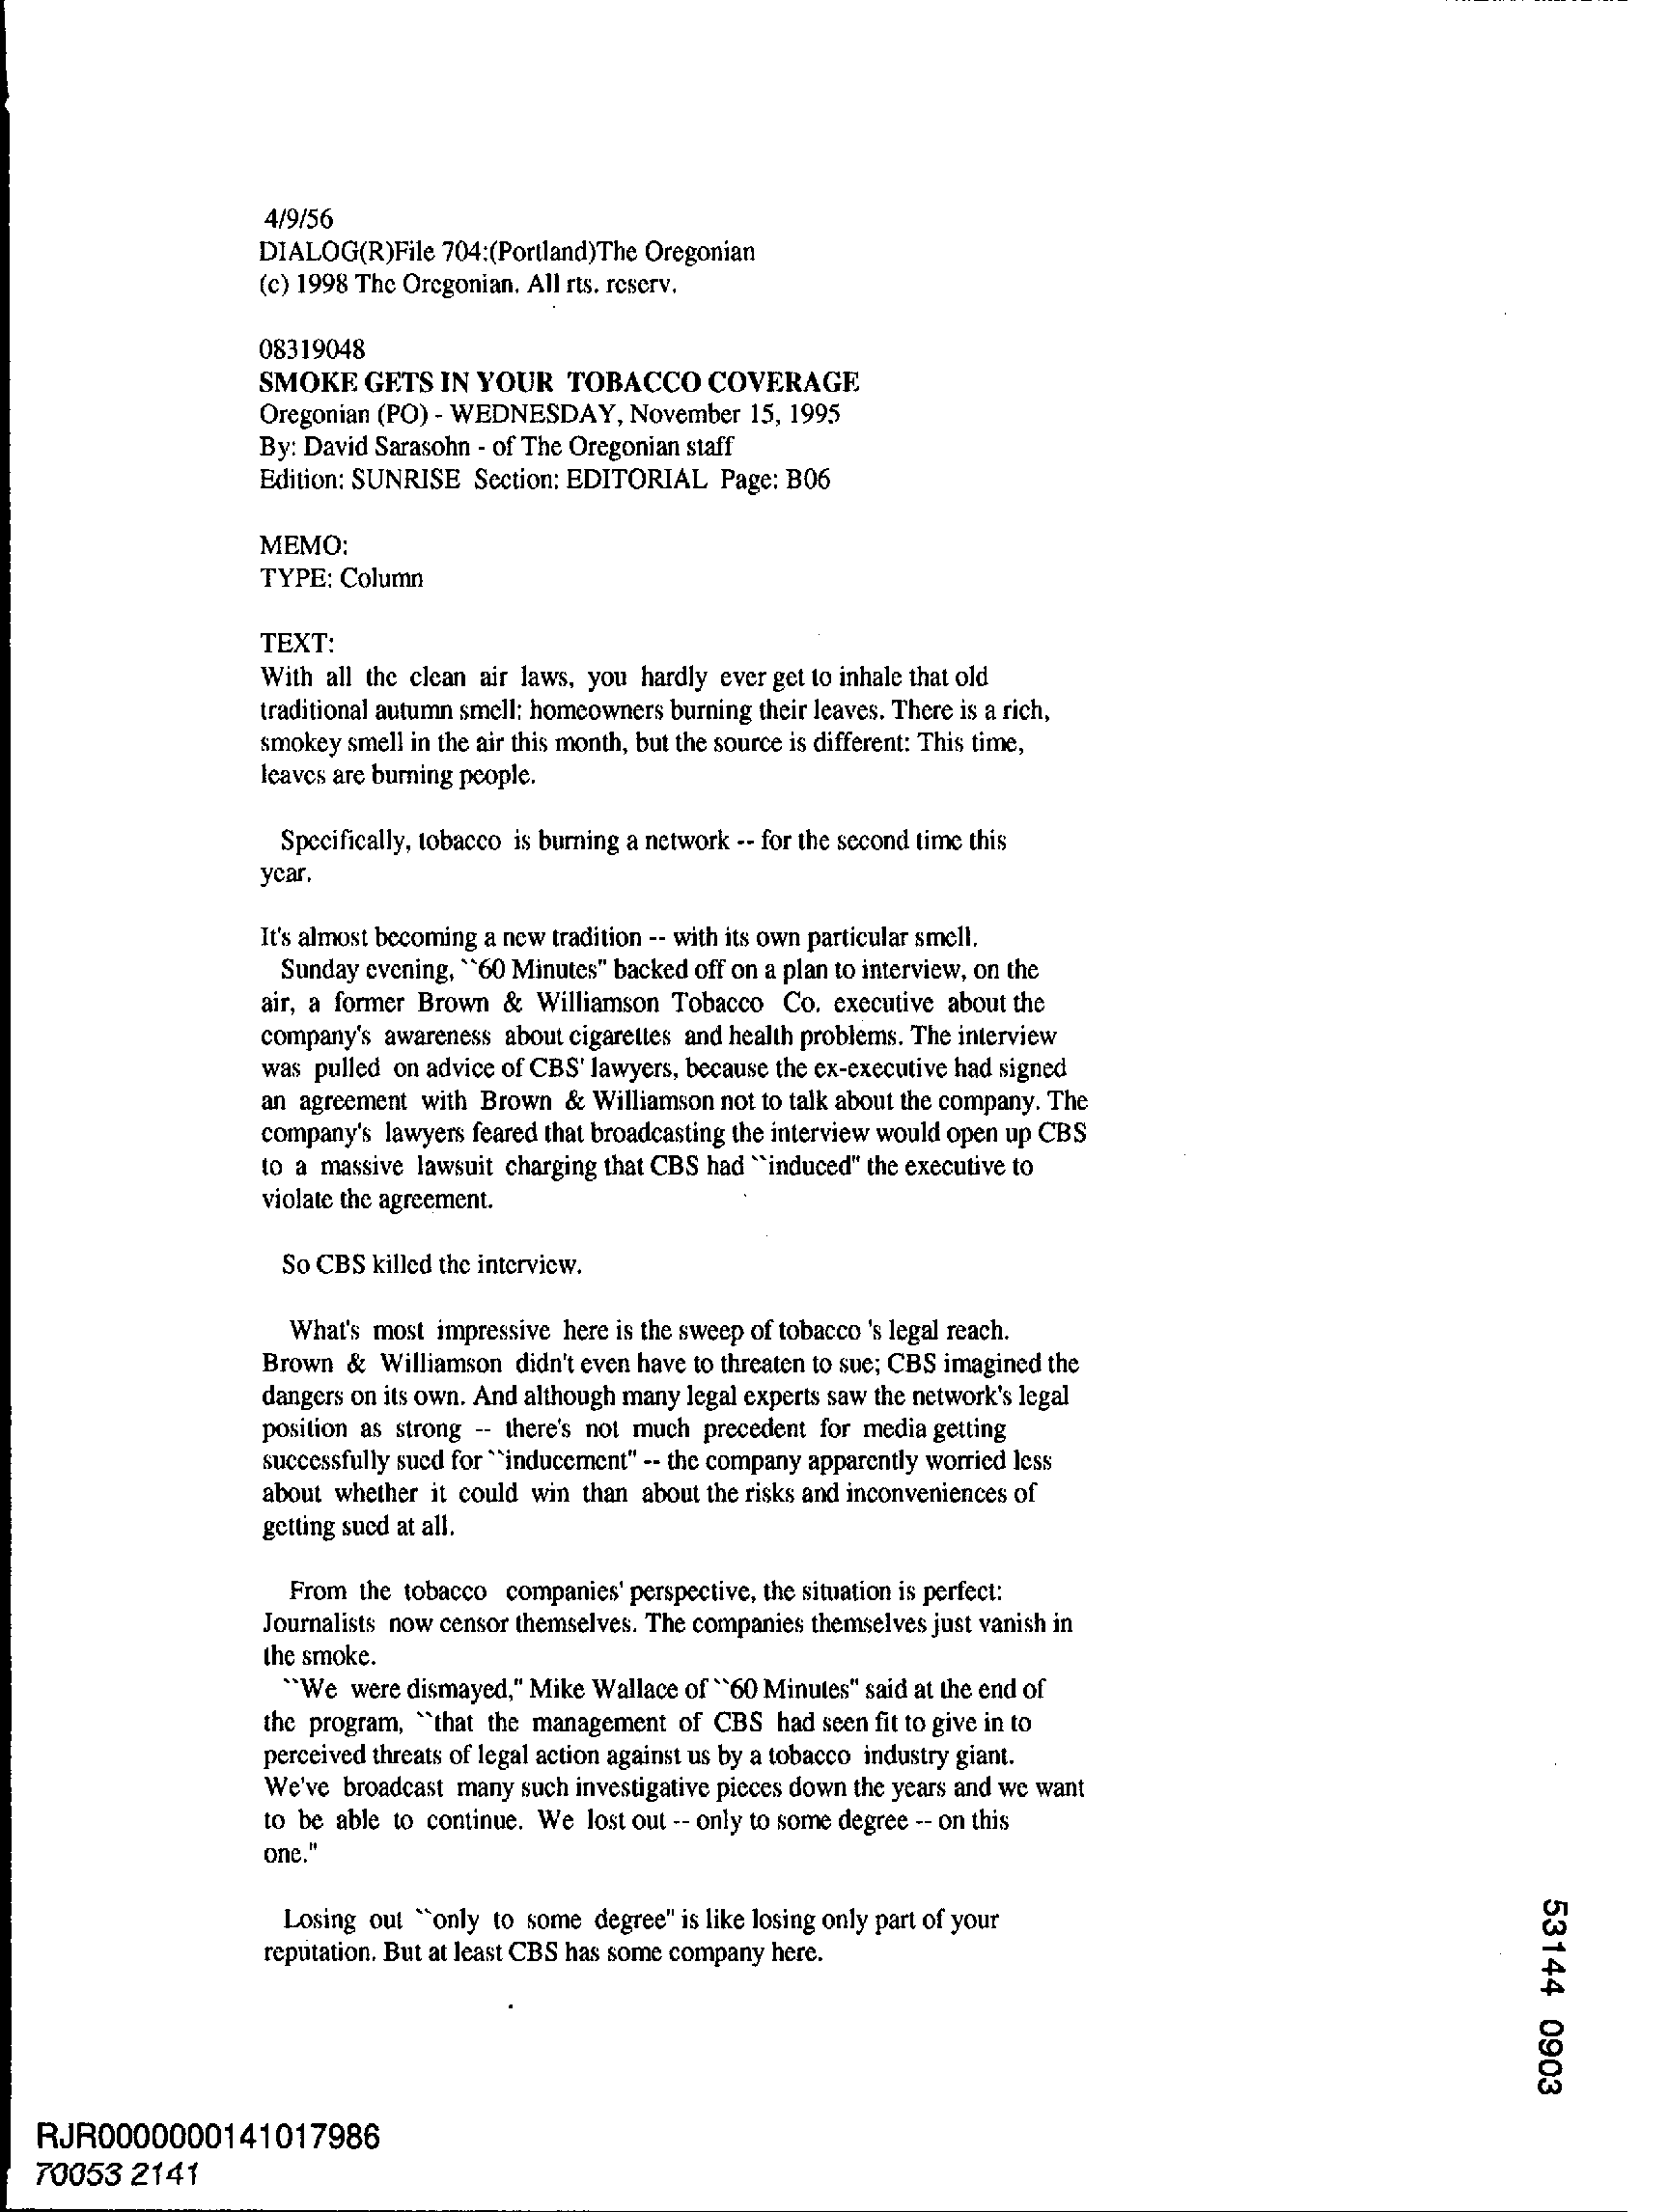 4/9/56
DIALOG(R)File 704:(Portland)The Oregonian
(c) 1998 The Oregonian. All rts. reserv.
08319048
SMOKE GETS IN YOUR TOBACCO COVERAGE
Oregonian (PO) - WEDNESDAY, November 15, 1995
By: David Sarasohn - of The Oregonian staff
Edition: SUNRISE Section: EDITORIAL Page: B06
MEMO:
TYPE: Column
TEXT:
With all the clean air laws, you hardly ever get to inhale that old
traditional autumn smell: homeowners burning their leaves. There is a rich,
smokey smell in the air this month, but the source is different: This time,
leaves are burning people.
Specifically, tobacco is burning a network -- for the second time this
year.
It's almost becoming a new tradition -- with its own particular smell.
Sunday evening, ``60 Minutes" backed off on a plan to interview, on the
air, a former Brown & Williamson Tobacco Co. executive about the
company's awareness about cigarettes and health problems. The interview
was pulled on advice of CBS' lawyers, because the ex-executive had signed
an agreement with Brown & Williamson not to talk about the company. The
company's lawyers feared that broadcasting the interview would open up CBS
to a massive lawsuit charging that CBS had ``induced" the executive to
violate the agreement.
So CBS killed the interview.
What's most impressive here is the sweep of tobacco 's legal reach.
Brown & Williamson didn't even have to threaten to sue; CBS imagined the
dangers on its own. And although many legal experts saw the network's legal
position as strong -- there's not much precedent for media getting
successfully sued for ``inducement" -- the company apparently worried less
about whether it could win than about the risks and inconveniences of
getting sued at all.
From the tobacco companies' perspective, the situation is perfect:
Journalists now censor themselves. The companies themselves just vanish in
the smoke.
``We were dismayed," Mike Wallace of ``60 Minutes" said at the end of
the program, ``that the management of CBS had seen fit to give in to
perceived threats of legal action against us by a tobacco industry giant.
We've broadcast many such investigative pieces down the years and we want
to be able to continue. We lost out -- only to some degree -- on this
one."
Losing out ``only to some degree" is like losing only part of your
reputation. But at least CBS has some company here.
53144 0903
RJR0000000141017986
70053 2141